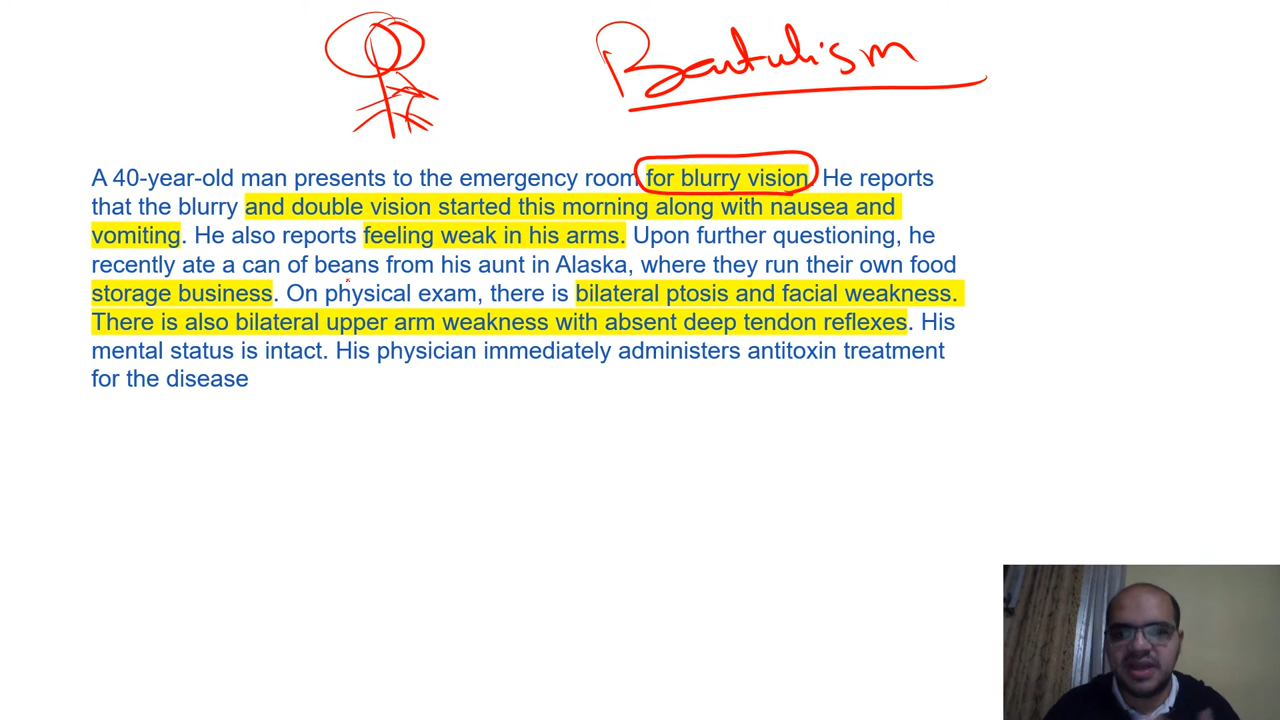 Boutulism
A 40-year-old man presents to the emergency room for blurry vision. He reports
that the blurry and double vision started this morning along with nausea and
vomiting. He also reports feeling weak in his arms. Upon further questioning, he
recently ate a can of beans from his aunt in Alaska, where they run their own food
storage business. On physical exam, there is bilateral ptosis and facial weakness.
There is also bilateral upper arm weakness with absent deep tendon reflexes. His
mental status is intact. His physician immediately administers antitoxin treatment
for the disease